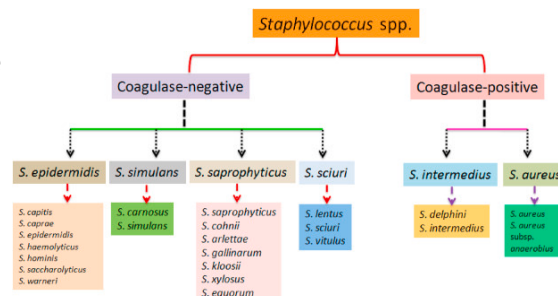 Staphylococcus spp.
Coagulase-negative
Coagulase-positive
S. epidermidis
S. simulans
S. saprophyticus
S. sciuri
S. intermedius
S. aureus
S. capitis
S. caprae
S. epidermidis
S. haemolyticus
S. hominis
S. saccharolyticus
S. warneri
S. carnosus
S. simulans
S. saprophyticus
S. cohnii
S. arlettae
S. gallinarum
S. kloosii
S. xylosus
S. equorum
S. lentus
S. sciuri
S. vitulus
S. delphini
S. intermedius
S. aureus
S. aureus
subsp.
anaerobius